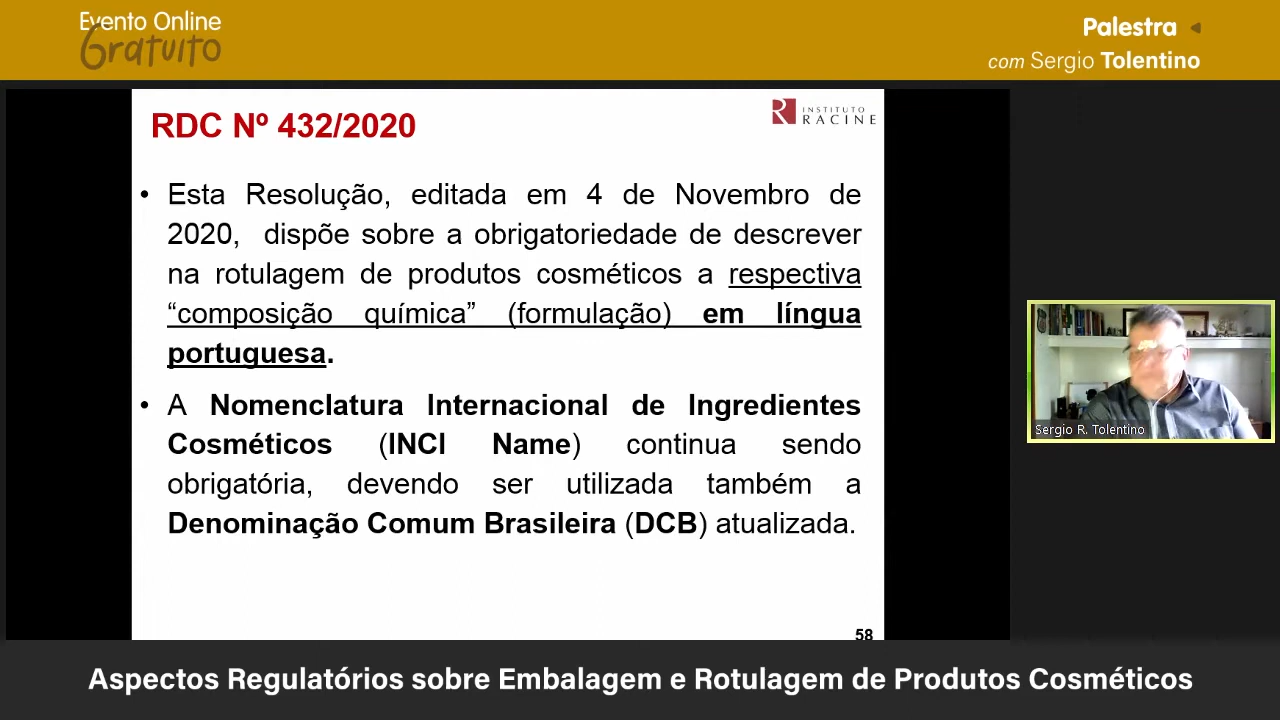 Evento Online
Gratuito
Palestra
com Sergio Tolentino
RDC Nº 432/2020
INSTITUTO
RACINE
• Esta Resolução, editada em 4 de Novembro de
2020, dispõe sobre a obrigatoriedade de descrever
na rotulagem de produtos cosméticos a respectiva
“composição química” (formulação) em língua
portuguesa.
• A Nomenclatura Internacional de Ingredientes
Cosméticos (INCI Name) continua sendo
obrigatória, devendo ser utilizada também a
Denominação Comum Brasileira (DCB) atualizada.
58
Sergio R. Tolentino
Aspectos Regulatórios sobre Embalagem e Rotulagem de Produtos Cosméticos